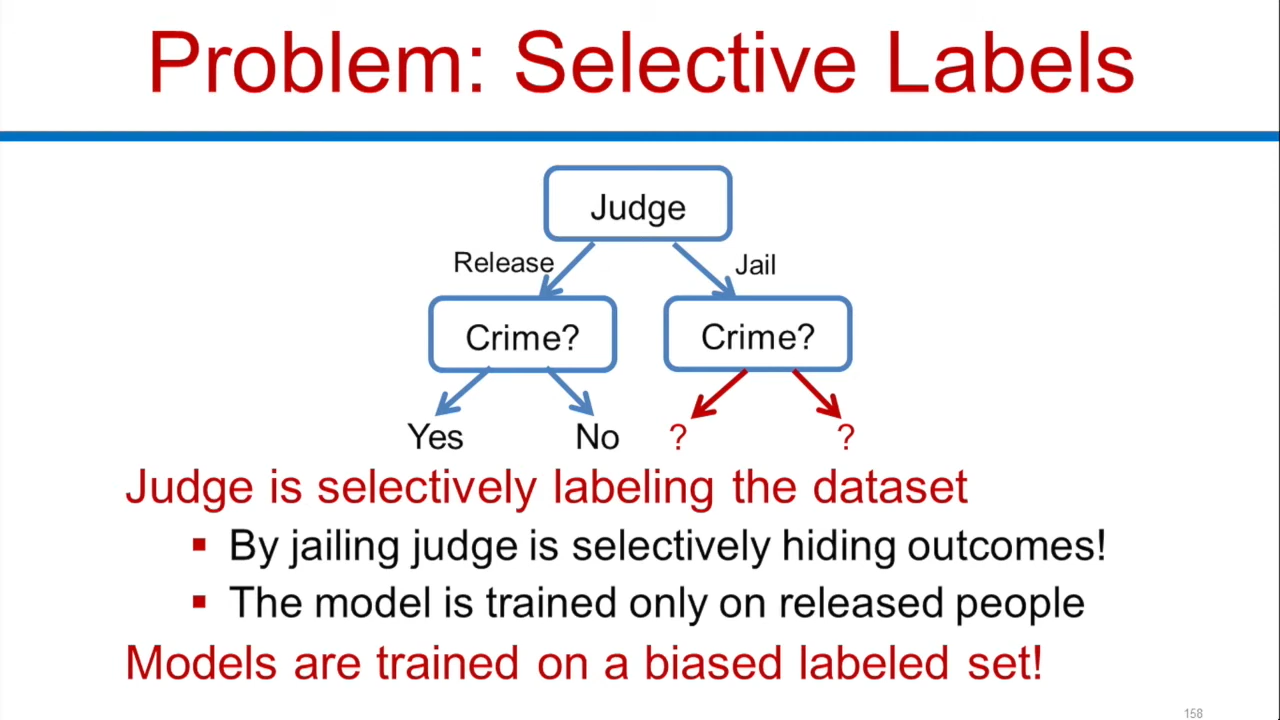 Problem: Selective Labels
Judge
Release
Jail
Crime?
Crime?
Yes
No
?
?
Judge is selectively labeling the dataset
▪ By jailing judge is selectively hiding outcomes!
▪ The model is trained only on released people
Models are trained on a biased labeled set!
158